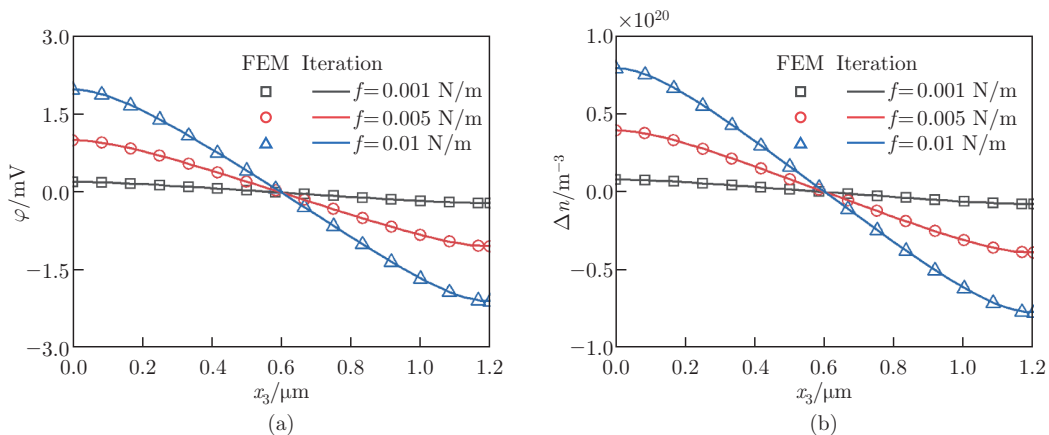 ×10²⁰
3.0
1.5
0.0
−1.5
−3.0
φ/mV
FEM Iteration
f=0.001 N/m
f=0.005 N/m
f=0.01 N/m
0.0 0.2 0.4 0.6 0.8 1.0 1.2
x₃/μm
(a)
1.0
0.5
0.0
−0.5
−1.0
Δn/m⁻³
FEM Iteration
f=0.001 N/m
f=0.005 N/m
f=0.01 N/m
0.0 0.2 0.4 0.6 0.8 1.0 1.2
x₃/μm
(b)